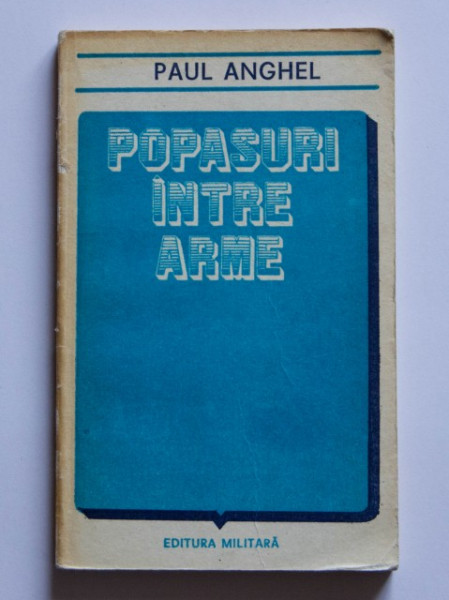 PAUL ANGHEL
POPASURI
ÎNTRE
ARME
EDITURA MILITARĂ